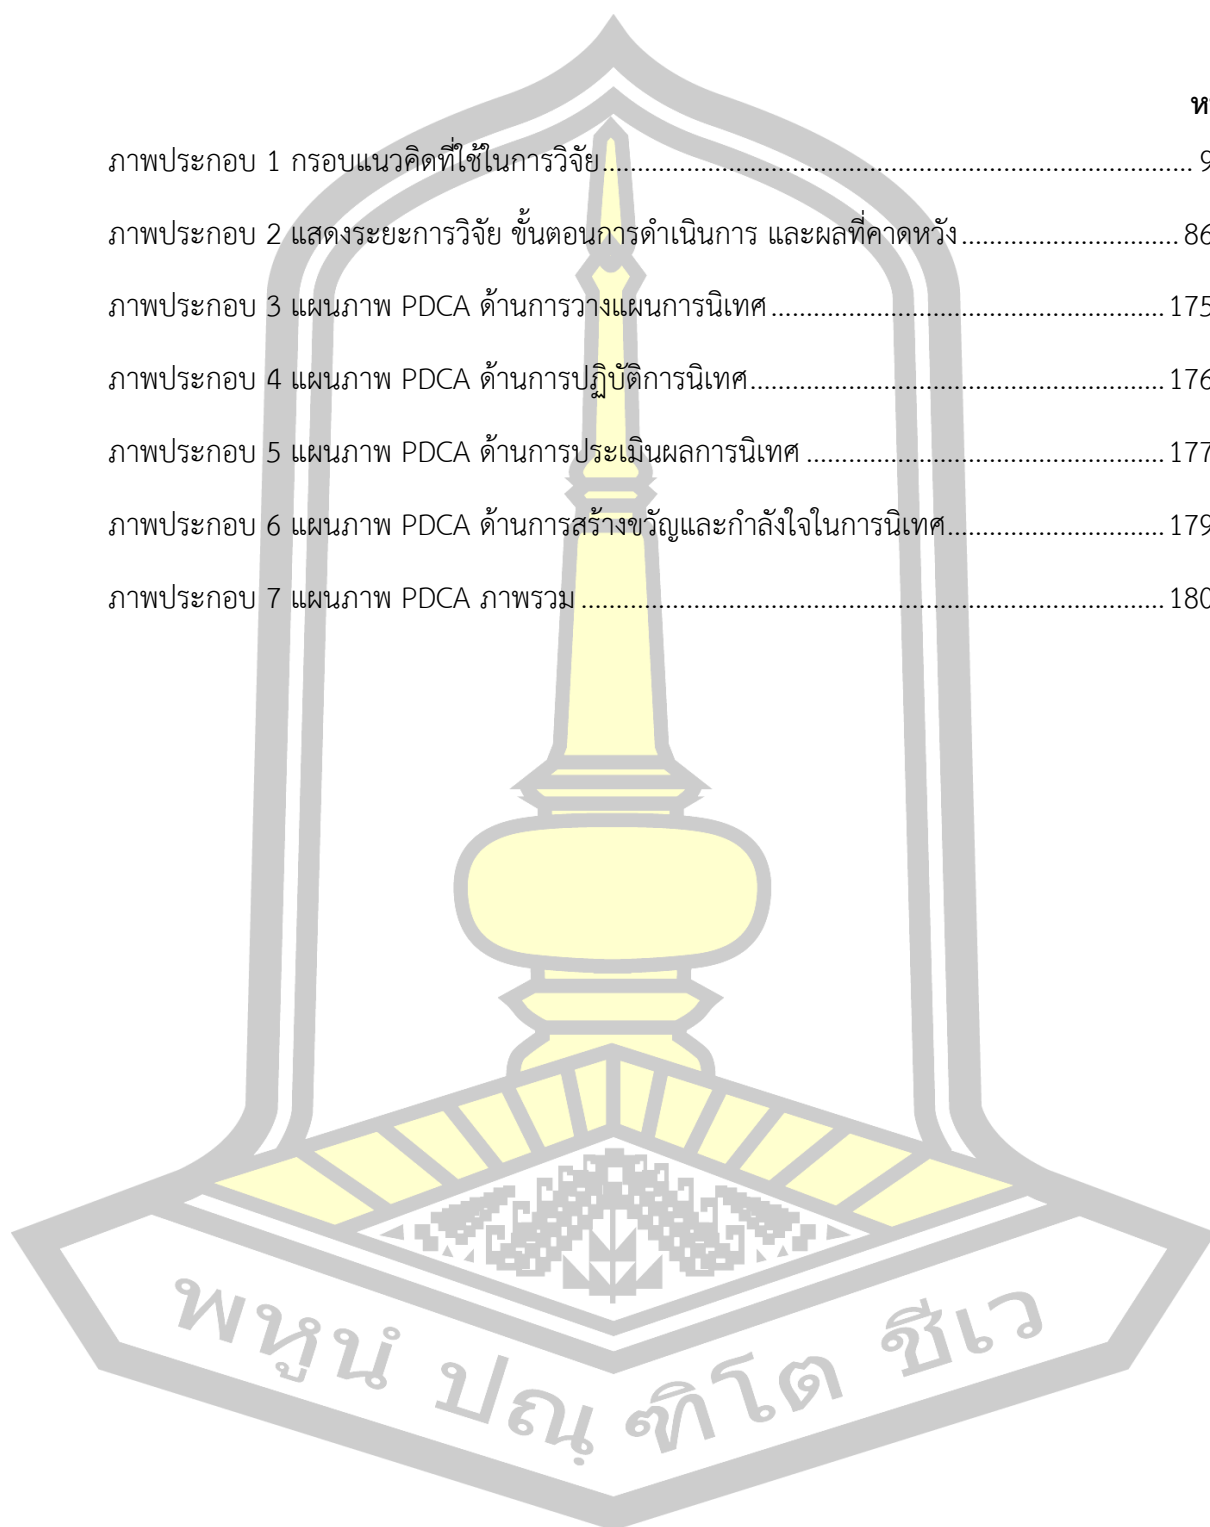 ภาพประกอบ 1 กรอบแนวคิดที่ใช้ในการวิจัย.......................................................................................... 9
ภาพประกอบ 2 แสดงระยะการวิจัย ขั้นตอนการดำเนินการ และผลที่คาดหวัง............................... 86
ภาพประกอบ 3 แผนภาพ PDCA ด้านการวางแผนการนิเทศ......................................................... 175
ภาพประกอบ 4 แผนภาพ PDCA ด้านการปฏิบัติการนิเทศ............................................................ 176
ภาพประกอบ 5 แผนภาพ PDCA ด้านการประเมินผลการนิเทศ.................................................... 177
ภาพประกอบ 6 แผนภาพ PDCA ด้านการสร้างขวัญและกำลังใจในการนิเทศ............................... 179
ภาพประกอบ 7 แผนภาพ PDCA ภาพรวม.................................................................................... 180
พหูนํ ปณฺฑิโต ชีเว